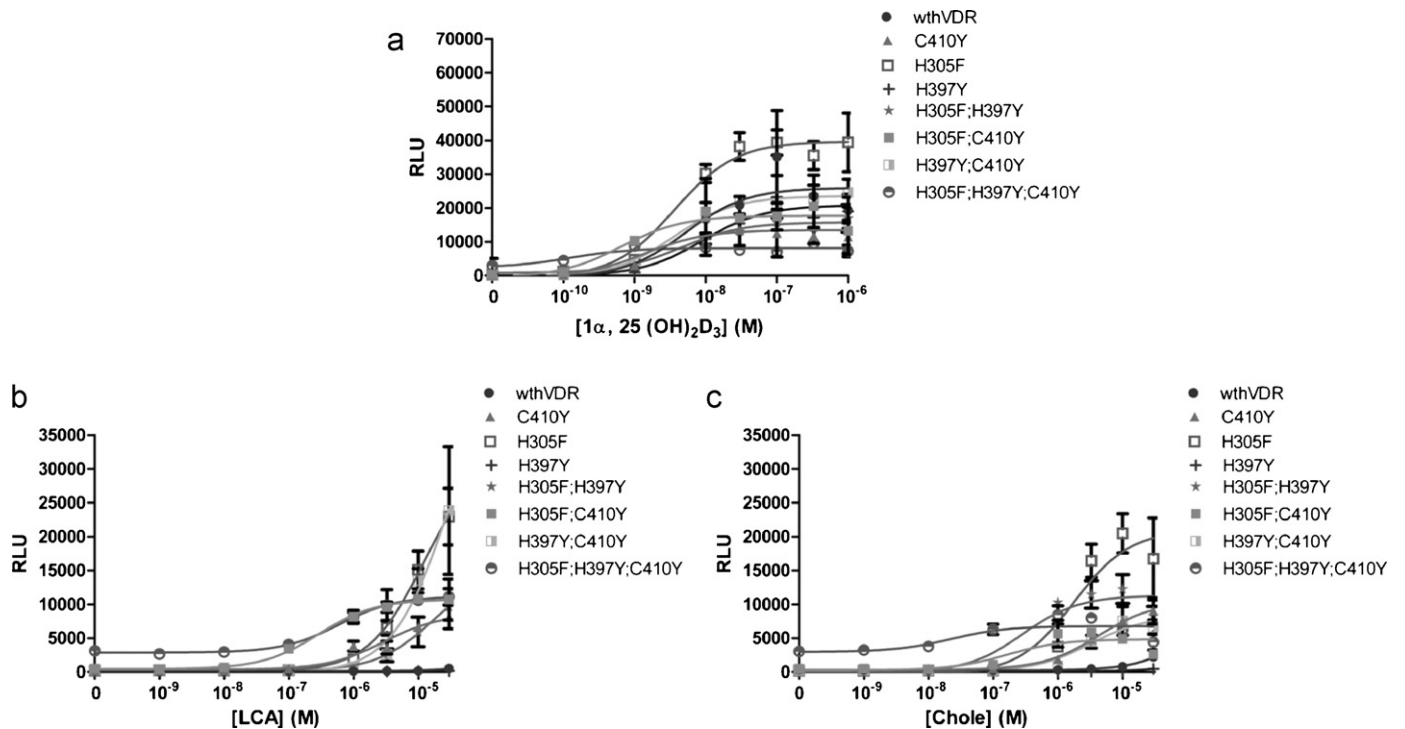 a
70000
60000
50000
40000
30000
20000
10000
0
RLU
0 10⁻¹⁰ 10⁻⁹ 10⁻⁸ 10⁻⁷ 10⁻⁶
[1α, 25 (OH)₂D₃] (M)
wthVDR
C410Y
H305F
H397Y
H305F;H397Y
H305F;C410Y
H397Y;C410Y
H305F;H397Y;C410Y
b
35000
30000
25000
20000
15000
10000
5000
0
RLU
0 10⁻⁹ 10⁻⁸ 10⁻⁷ 10⁻⁶ 10⁻⁵
[LCA] (M)
wthVDR
C410Y
H305F
H397Y
H305F;H397Y
H305F;C410Y
H397Y;C410Y
H305F;H397Y;C410Y
c
35000
30000
25000
20000
15000
10000
5000
0
RLU
0 10⁻⁹ 10⁻⁸ 10⁻⁷ 10⁻⁶ 10⁻⁵
[Chole] (M)
wthVDR
C410Y
H305F
H397Y
H305F;H397Y
H305F;C410Y
H397Y;C410Y
H305F;H397Y;C410Y